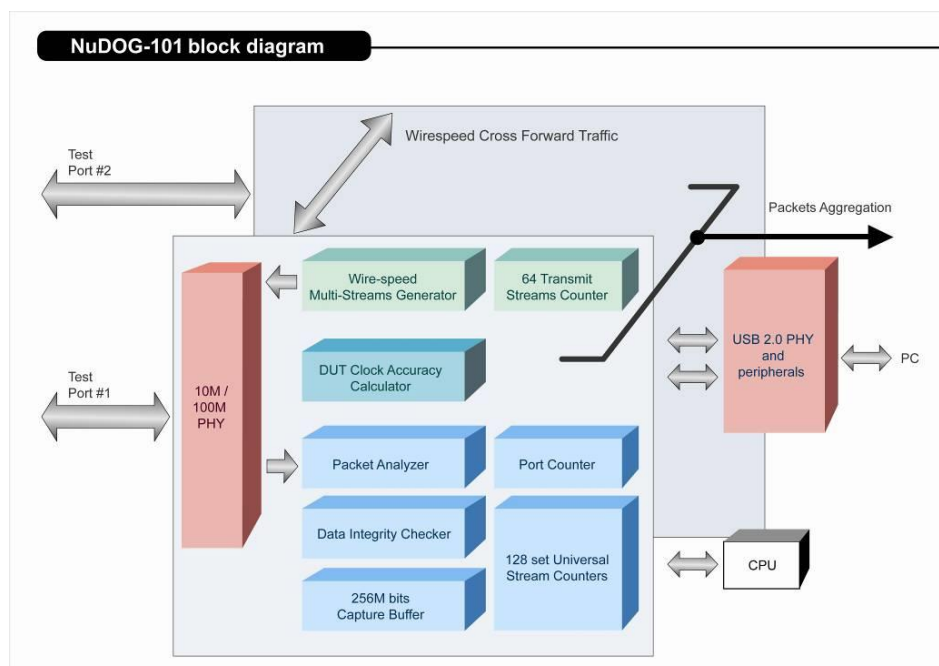 NuDOG-101 block diagram
Wirespeed Cross Forward Traffic
Test
Port #2
Packets Aggregation
Wire-speed
Multi-Streams Generator
64 Transmit
Streams Counter
USB 2.0 PHY
and
peripherals
PC
DUT Clock Accuracy
Calculator
Test
Port #1
10M /
100M
PHY
Packet Analyzer
Port Counter
Data Integrity Checker
128 set Universal
Stream Counters
CPU
256M bits
Capture Buffer